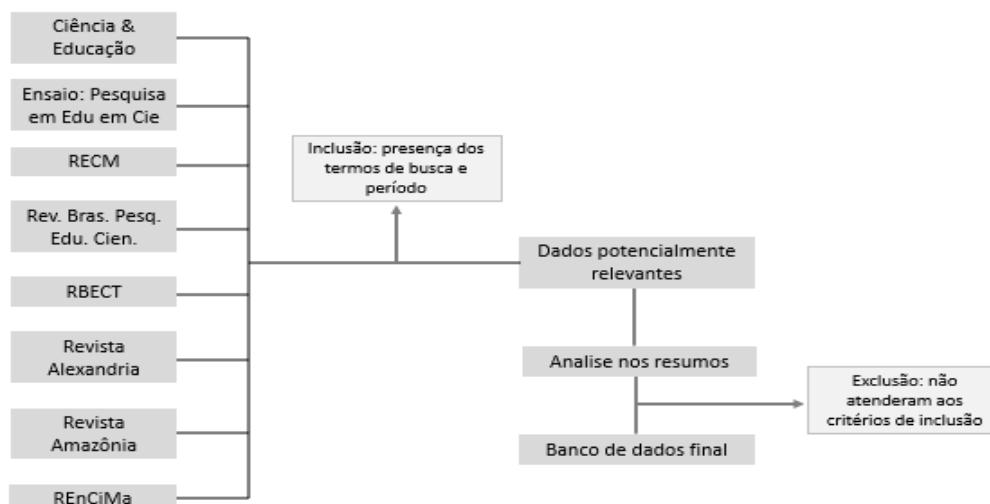 Ciência &
Educação
Ensaio: Pesquisa
em Edu em Cie
RECM
Rev. Bras. Pesq.
Edu. Cien.
RBECT
Revista
Alexandria
Revista
Amazônia
REnCiMa
Inclusão: presença dos
termos de busca e
período
Dados potencialmente
relevantes
Analise nos resumos
Exclusão: não
atenderam aos
critérios de inclusão
Banco de dados final